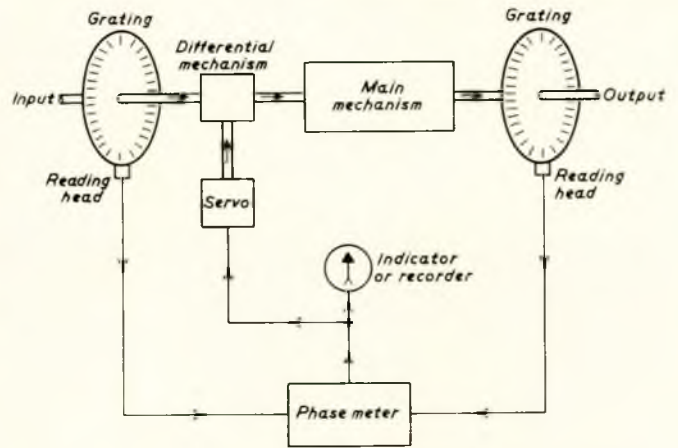 Grating
Grating
Differential
mechanism
Input
Main
mechanism
Output
Reading
head
Reading
head
Servo
Indicator
or recorder
Phase meter